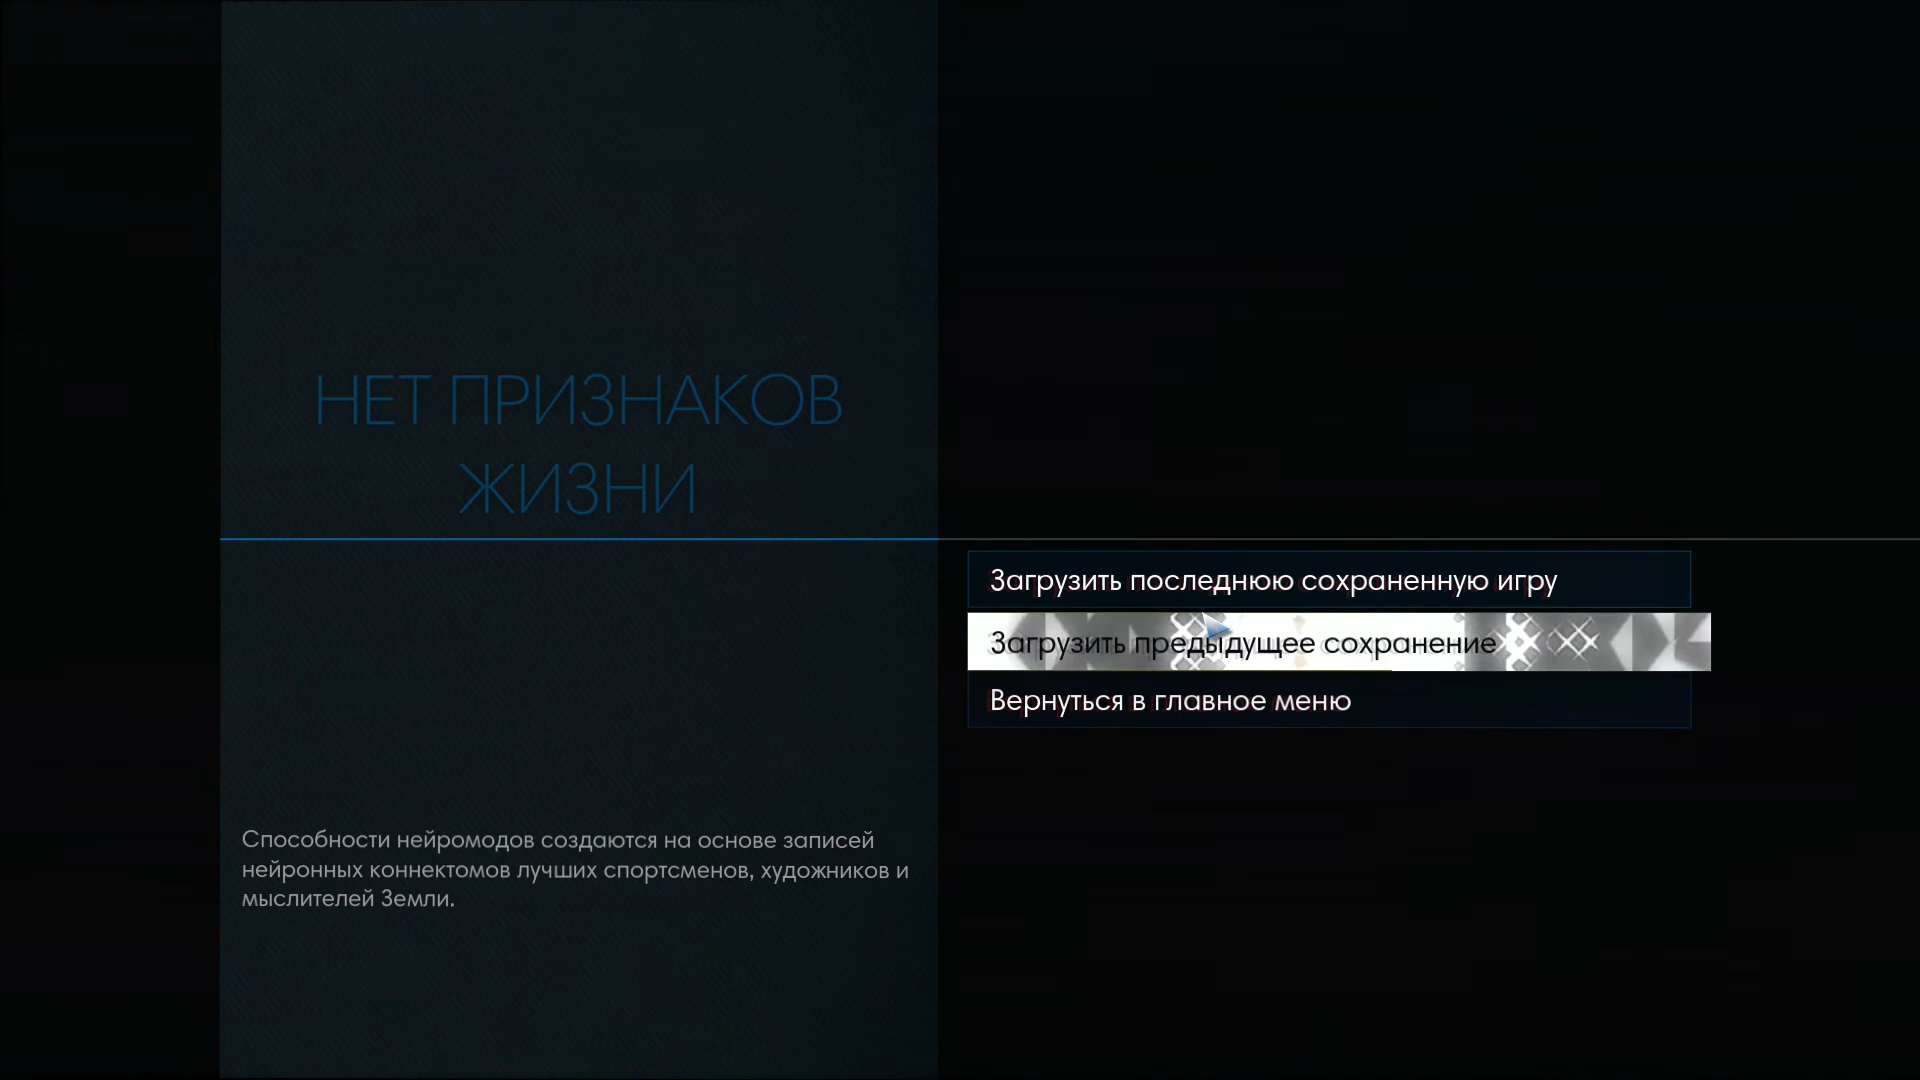 НЕТ ПРИЗНАКОВ
ЖИЗНИ
Загрузить последнюю сохраненную игру
Загрузить предыдущее сохранение
Вернуться в главное меню
Способности нейромодов создаются на основе записей
нейронных коннектомов лучших спортсменов, художников и
мыслителей Земли.